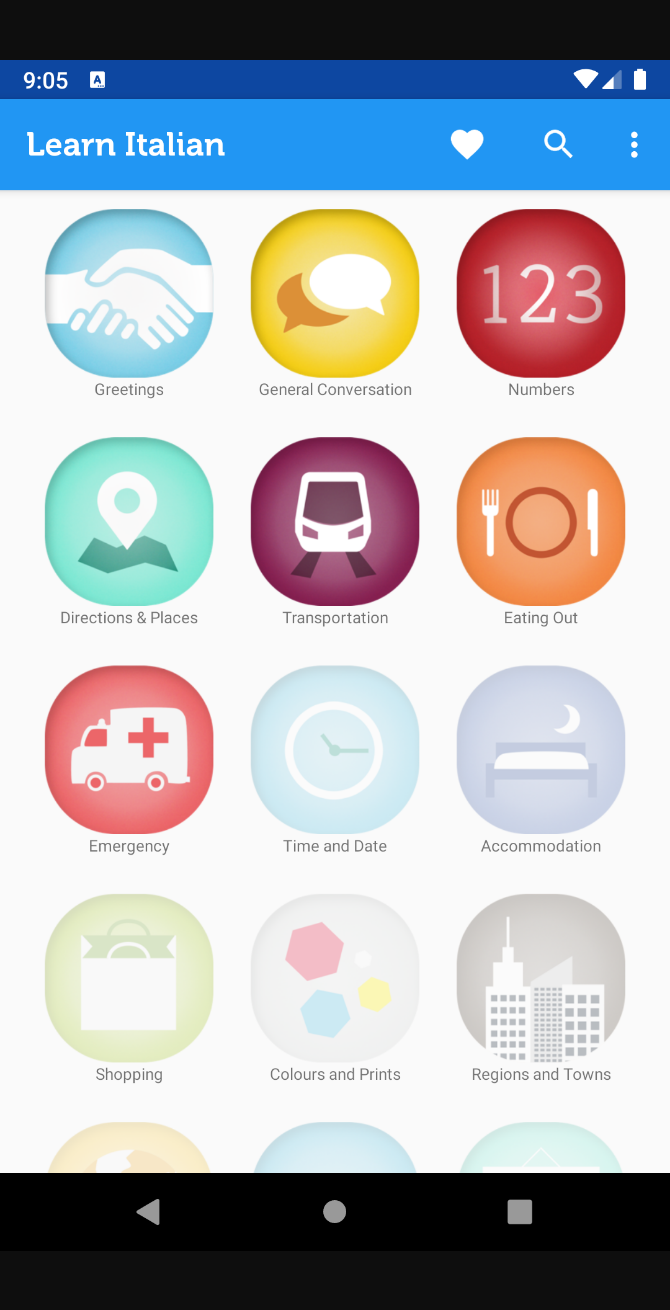 9:05
Learn Italian
123
Greetings
General Conversation
Numbers
Directions & Places
Transportation
Eating Out
Emergency
Time and Date
Accommodation
Shopping
Colours and Prints
Regions and Towns